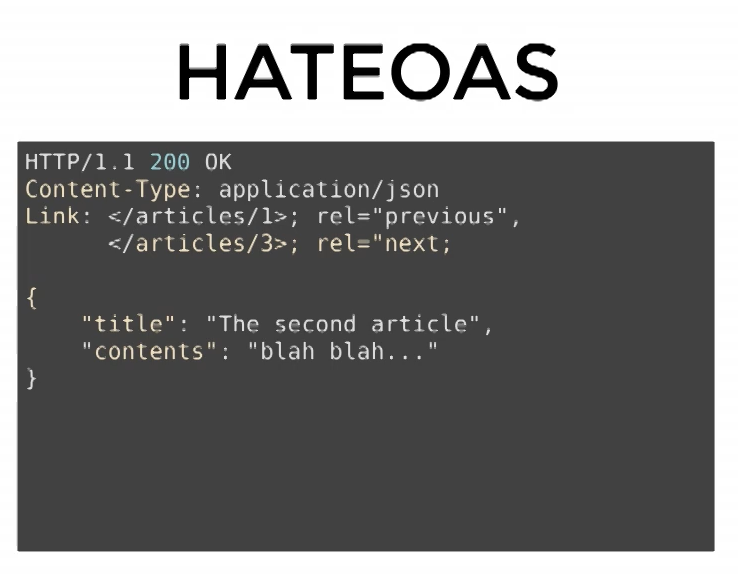 HATEOAS
HTTP/1.1 200 OK
Content-Type: application/json
Link: </articles/1>; rel="previous",
      </articles/3>; rel="next;

{
    "title": "The second article",
    "contents": "blah blah..."
}